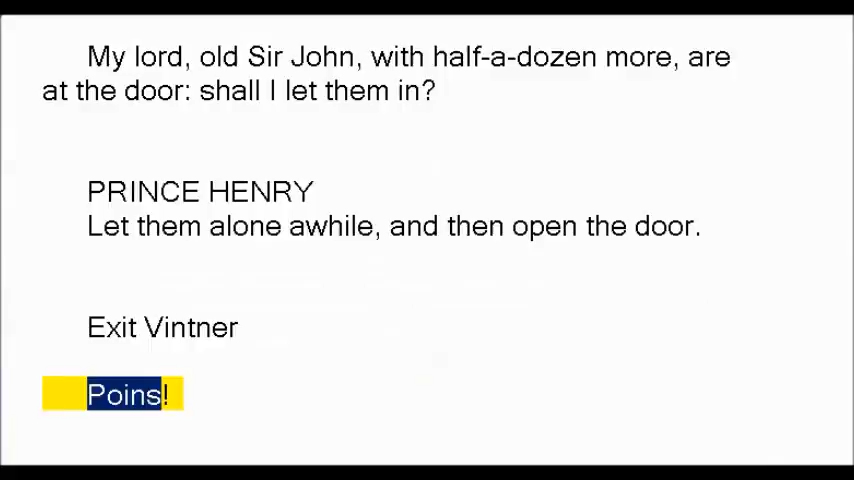 My lord, old Sir John, with half-a-dozen more, are
at the door: shall I let them in?
PRINCE HENRY
Let them alone awhile, and then open the door.
Exit Vintner
Poins!